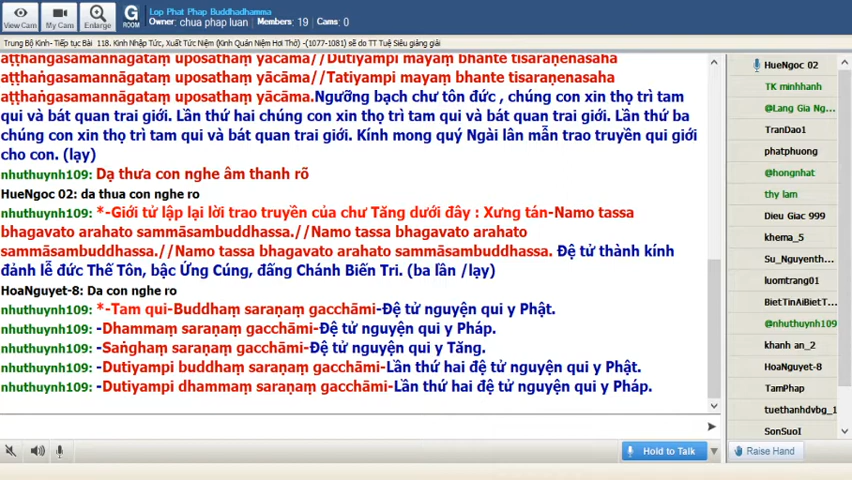 View Cam
My Cam
Enlarge
G
ROOM
Lop Phat Phap Buddhadhamma
Owner: chua phap luan Members: 19 Cams: 0
Trung Bộ Kinh- Tiếp tục Bài 118. Kinh Nhập Tức, Xuất Tức Niệm (Kinh Quán Niệm Hơi Thở) -(1077-1081) sẽ do TT Tuệ Siêu giảng giải
aṭṭhaṅgasamannāgataṃ uposathaṃ yācāma//Dutiyampi mayaṃ bhante tisaraṇenasaha
aṭṭhaṅgasamannāgataṃ uposathaṃ yācāma//Tatiyampi mayaṃ bhante tisaraṇenasaha
aṭṭhaṅgasamannāgataṃ uposathaṃ yācāma.Ngưỡng bạch chư tôn đức , chúng con xin thọ trì tam
qui và bát quan trai giới. Lần thứ hai chúng con xin thọ trì tam qui và bát quan trai giới. Lần thứ ba
chúng con xin thọ trì tam qui và bát quan trai giới. Kính mong quý Ngài lân mẫn trao truyền qui giới
cho con. (lạy)
nhuthuynh109: Dạ thưa con nghe âm thanh rõ
HueNgoc 02: da thua con nghe ro
nhuthuynh109: *-Giới tử lập lại lời trao truyền của chư Tăng dưới đây : Xưng tán-Namo tassa
bhagavato arahato sammāsambuddhassa.//Namo tassa bhagavato arahato
sammāsambuddhassa.//Namo tassa bhagavato arahato sammāsambuddhassa. Đệ tử thành kính
đảnh lễ đức Thế Tôn, bậc Ứng Cúng, đấng Chánh Biến Tri. (ba lần /lạy)
HoaNguyet-8: Da con nghe ro
nhuthuynh109: *-Tam qui-Buddhaṃ saraṇaṃ gacchāmi-Đệ tử nguyện qui y Phật.
nhuthuynh109: -Dhammaṃ saraṇaṃ gacchāmi-Đệ tử nguyện qui y Pháp.
nhuthuynh109: -Saṅghaṃ saraṇaṃ gacchāmi-Đệ tử nguyện qui y Tăng.
nhuthuynh109: -Dutiyampi buddhaṃ saraṇaṃ gacchāmi-Lần thứ hai đệ tử nguyện qui y Phật.
nhuthuynh109: -Dutiyampi dhammaṃ saraṇaṃ gacchāmi-Lần thứ hai đệ tử nguyện qui y Pháp.
HueNgoc 02
TK minhhanh
@Lang Gia Ng...
TranDao1
phatphuong
@hongnhat
thy lam
Dieu Giac 999
khema_5
Su_Nguyenth...
luomtrang01
BietTinAiBietT...
@nhuthuynh109
khanh an_2
HoaNguyet-8
TamPhap
tuethanhdvbg_1
SonSuoI
Hold to Talk
Raise Hand